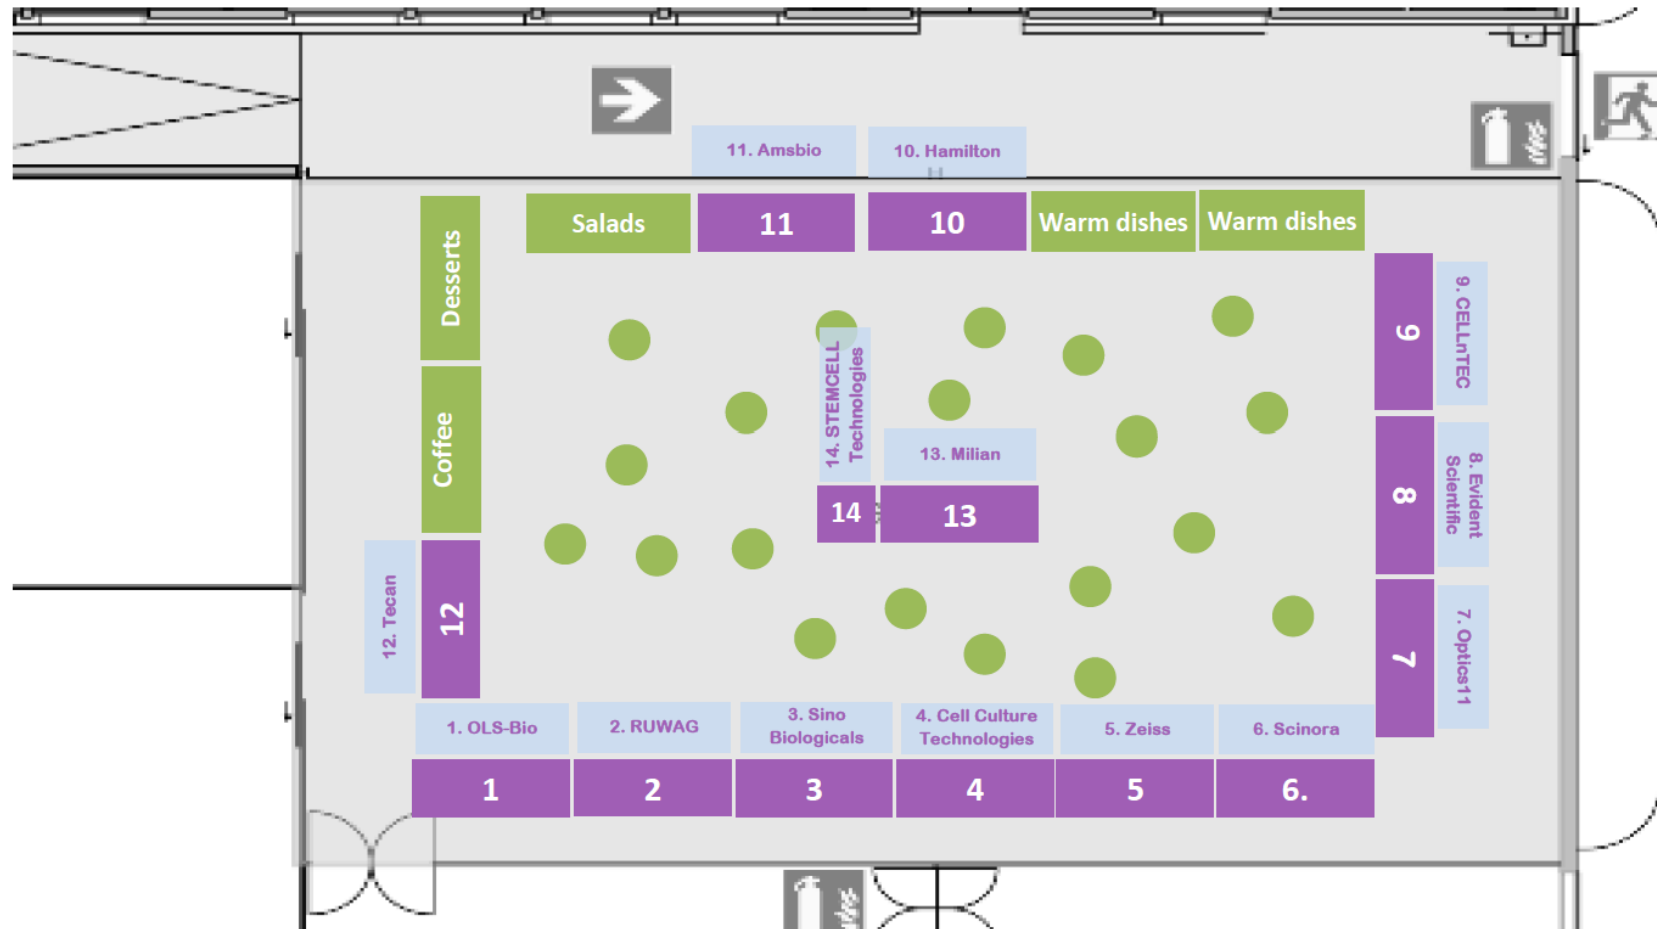 11. Amsbio
10. Hamilton
Salads
11
10
Warm dishes
Warm dishes
Desserts
Coffee
12. Tecan
12
9
9. CELLnTEC
8
8. Evident
Scientific
7
7. Optics11
14. STEMCELL
Technologies
13. Milian
14
13
1. OLS-Bio
2. RUWAG
3. Sino
Biologicals
4. Cell Culture
Technologies
5. Zeiss
6. Scinora
1
2
3
4
5
6.